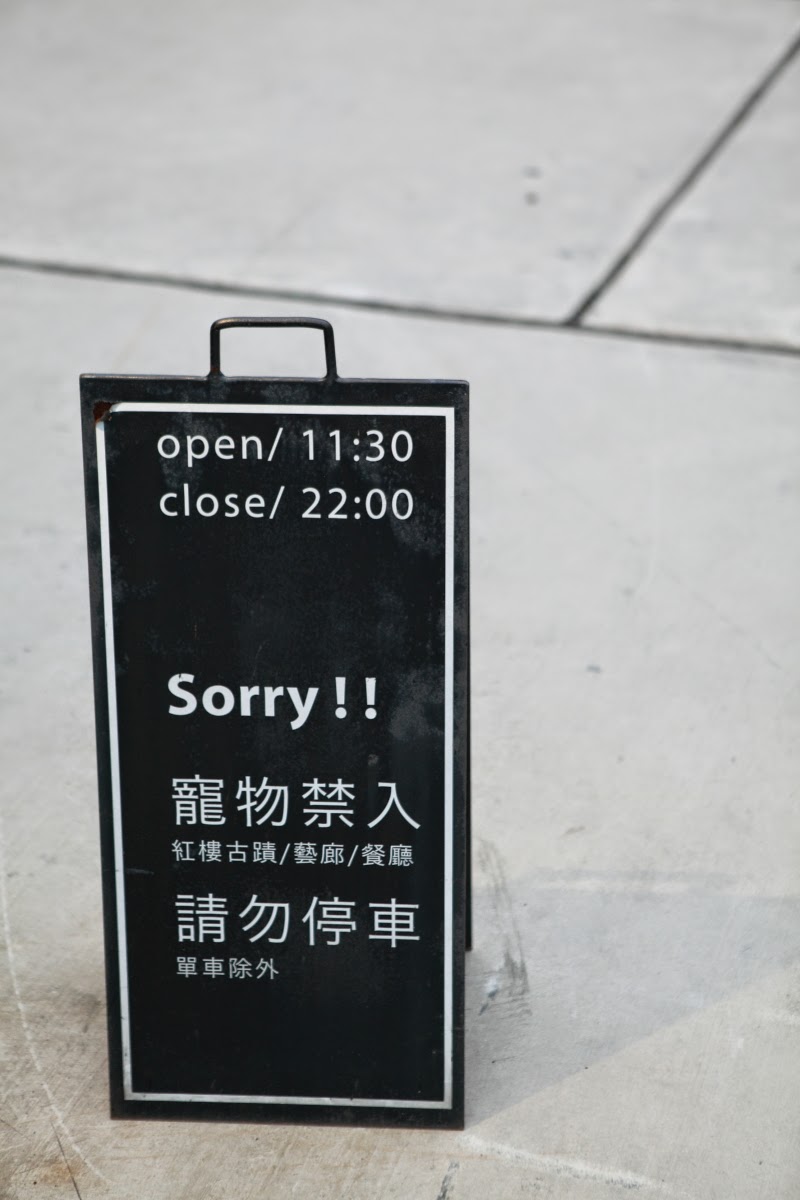 open/ 11:30
close/ 22:00
Sorry!!
寵物禁入
紅樓古蹟/藝廊/餐廳
請勿停車
單車除外